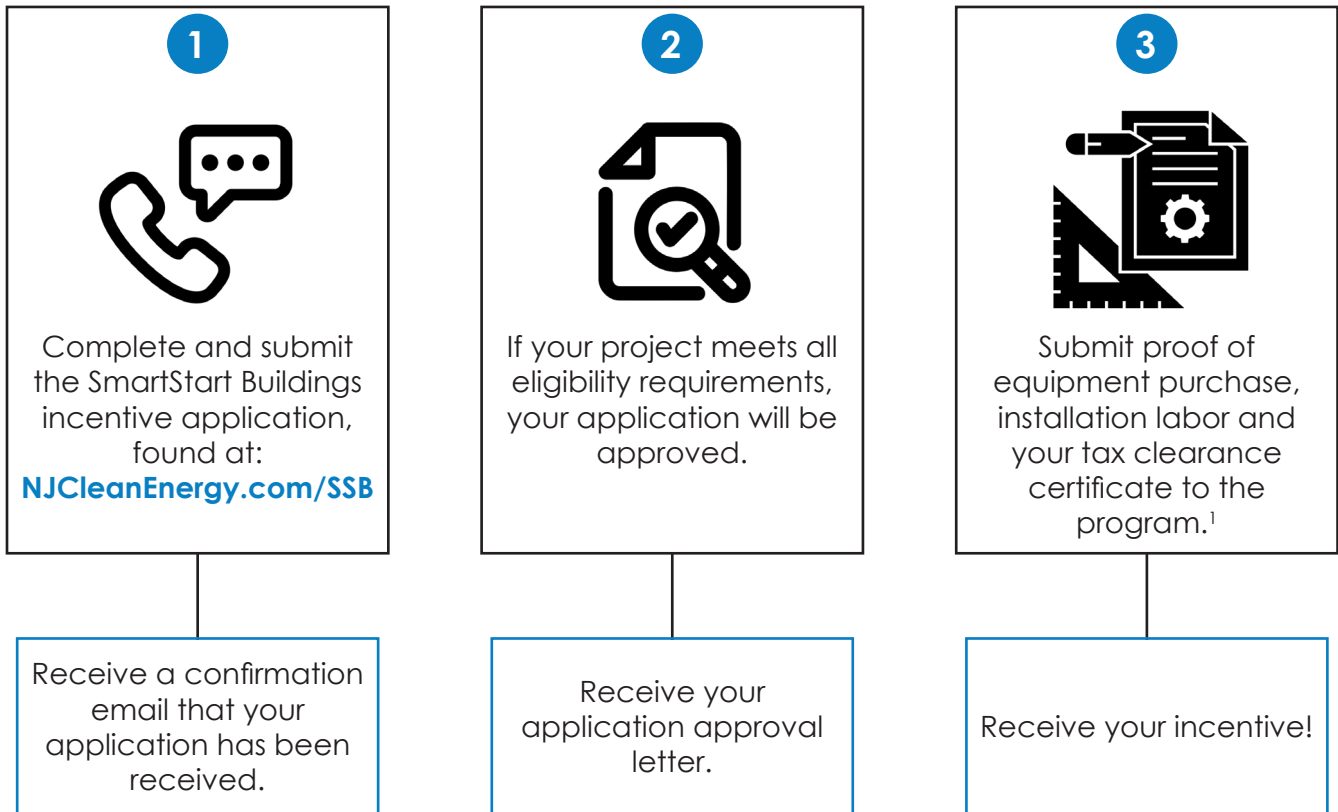 1
Complete and submit
the SmartStart Buildings
incentive application,
found at:
NJCleanEnergy.com/SSB
Receive a confirmation
email that your
application has been
received.
2
If your project meets all
eligibility requirements,
your application will be
approved.
Receive your
application approval
letter.
3
Submit proof of
equipment purchase,
installation labor and
your tax clearance
certificate to the
program.¹
Receive your incentive!